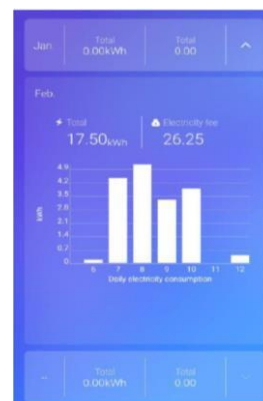 Jan
Total
0.00kWh
Total
0.00
Feb.
Total
17.50kWh
Electricity fee
26.25
kWh
4.9
4.2
3.5
2.8
2.1
1.4
0.7
0
6 7 8 9 10 11 12
Daily electricity consumption
--
Total
0.00kWh
Total
0.00
--